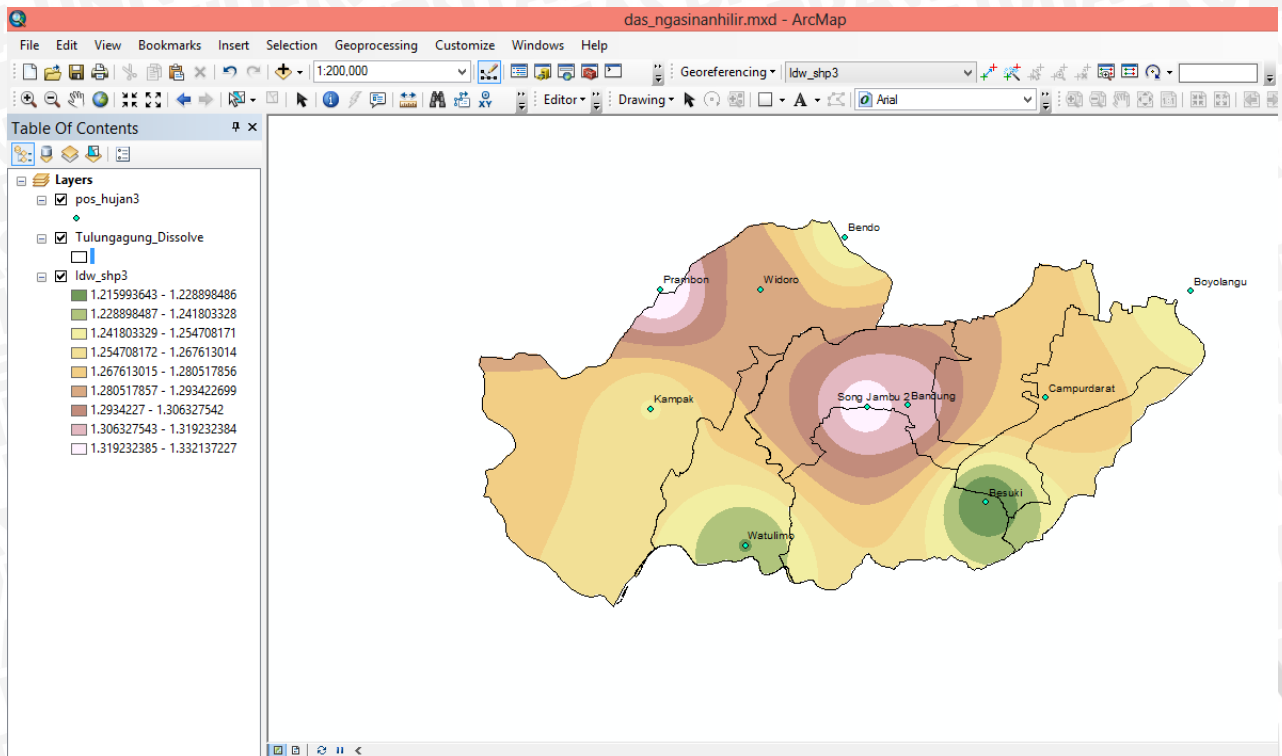 das_ngasinanhilir.mxd - ArcMap
File Edit View Bookmarks Insert Selection Geoprocessing Customize Windows Help
1:200,000 Georeferencing ldw_shp3
Editor Drawing A Arial
Table Of Contents
Layers
pos_hujan3
Tulungagung_Dissolve
ldw_shp3
1.215993643 - 1.228898486
1.228898487 - 1.241803328
1.241803329 - 1.254708171
1.254708172 - 1.267613014
1.267613015 - 1.280517856
1.280517857 - 1.293422699
1.2934227 - 1.306327542
1.306327543 - 1.319232384
1.319232385 - 1.332137227
Bendo
Prambon
Widoro
Boyolangu
Kampak
Song Jambu 2
Bandung
Campurdarat
Besuki
Watulimo